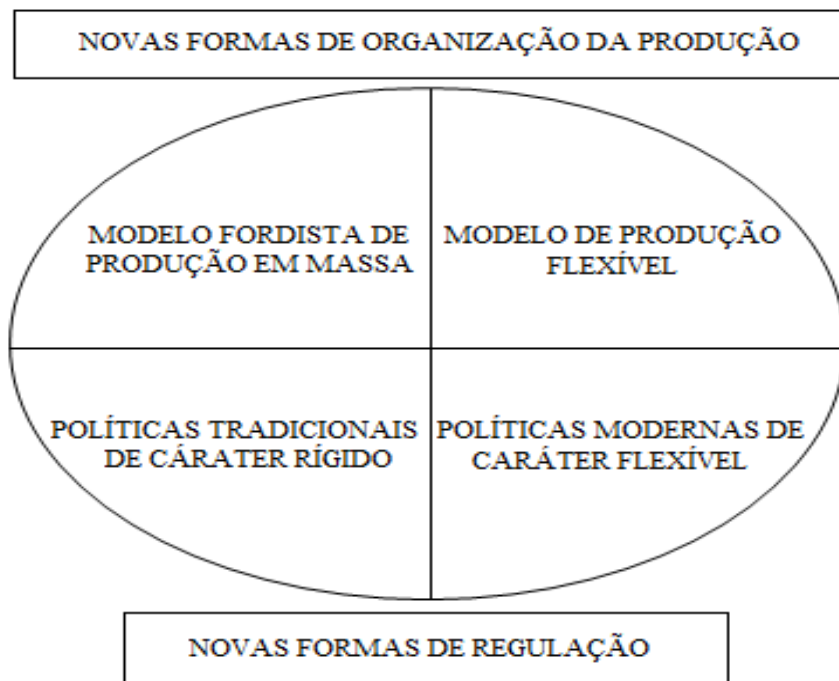 NOVAS FORMAS DE ORGANIZAÇÃO DA PRODUÇÃO
MODELO FORDISTA DE
PRODUÇÃO EM MASSA
MODELO DE PRODUÇÃO
FLEXÍVEL
POLÍTICAS TRADICIONAIS
DE CÁRATER RÍGIDO
POLÍTICAS MODERNAS DE
CARÁTER FLEXÍVEL
NOVAS FORMAS DE REGULAÇÃO